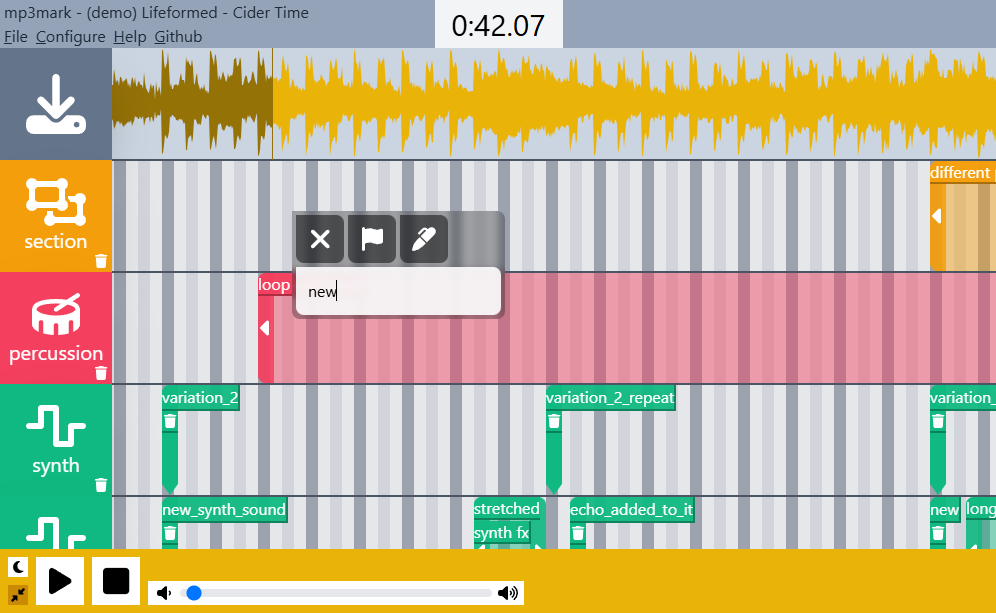 mp3mark - (demo) Lifeformed - Cider Time
File Configure Help Github
0:42.07
section
different
percussion
loop
new
synth
variation_2
variation_2_repeat
variation_
new_synth_sound
stretched
synth fx
echo_added_to_it
new
long